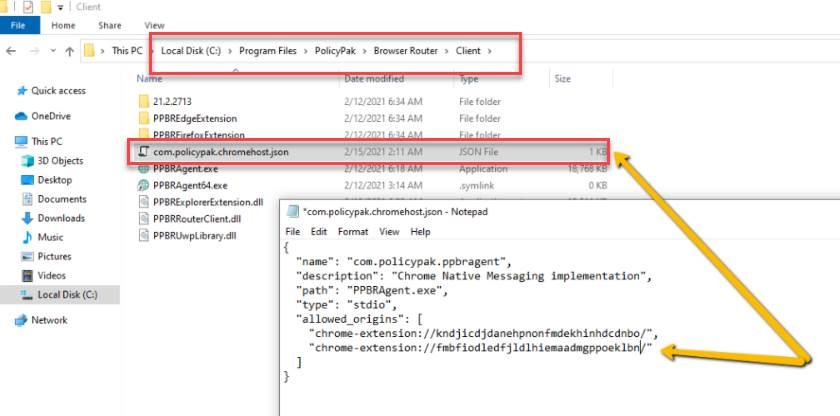 Client
File Home Share View
This PC > Local Disk (C:) > Program Files > PolicyPak > Browser Router > Client >
Name Date modified Type Size
Quick access
OneDrive
This PC
3D Objects
Desktop
Documents
Downloads
Music
Pictures
Videos
Local Disk (C:)
Network
21.2.2713 2/12/2021 6:34 AM File folder
PPBREdgeExtension 2/12/2021 6:34 AM File folder
PPBRFirefoxExtension 2/12/2021 6:34 AM File folder
com.policypak.chromehost.json 2/15/2021 2:11 AM JSON File 1 KB
PPBRAgent.exe 2/12/2021 6:18 AM Application 18,768 KB
PPBRAgent64.exe 2/12/2021 3:14 AM .symlink 0 KB
PPBRExplorerExtension.dll
PPBRRouterClient.dll
PPBRUwpLibrary.dll
*com.policypak.chromehost.json - Notepad
File Edit Format View Help
{
"name": "com.policypak.ppbragent",
"description": "Chrome Native Messaging implementation",
"path": "PPBRAgent.exe",
"type": "stdio",
"allowed_origins": [
"chrome-extension://kndjicdjdanehpnonfmdekhinhdcdnbo/",
"chrome-extension://fmbfiodledfjldlhiemaadmgppoeklbn/"
]
}